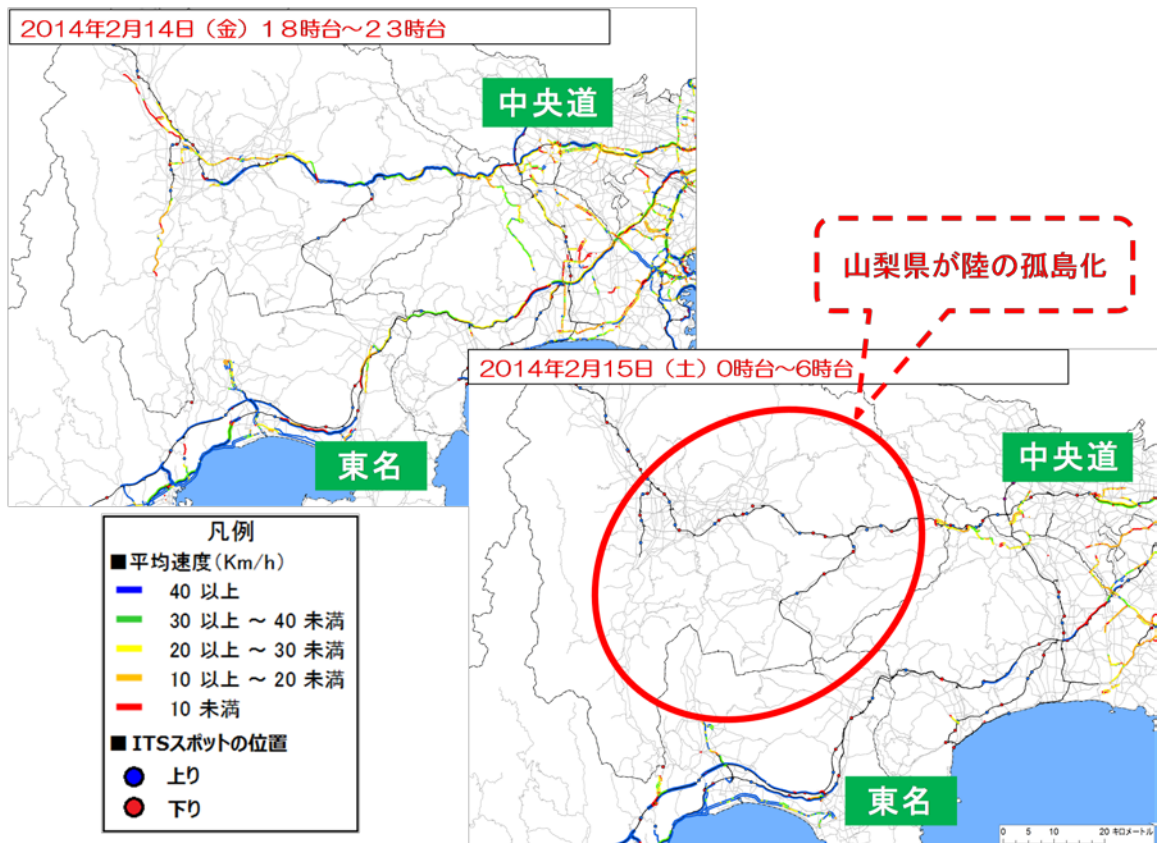 2014年2月14日（金）１８時台～２３時台
中央道
東名
山梨県が陸の孤島化
2014年2月15日（土）０時台～６時台
中央道
東名
凡例
■平均速度(Km/h)
40 以上
30 以上 ～ 40 未満
20 以上 ～ 30 未満
10 以上 ～ 20 未満
10 未満
■ ITSスポットの位置
上り
下り
0 5 10 20 キロメートル